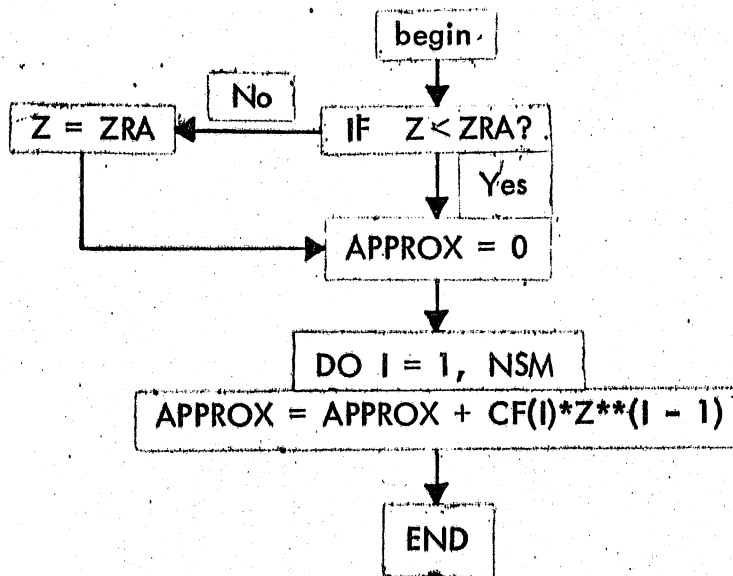 begin
No
Z = ZRA
IF Z < ZRA?
Yes
APPROX = 0
DO I = 1, NSM
APPROX = APPROX + CF(I)*Z**(I - 1)
END